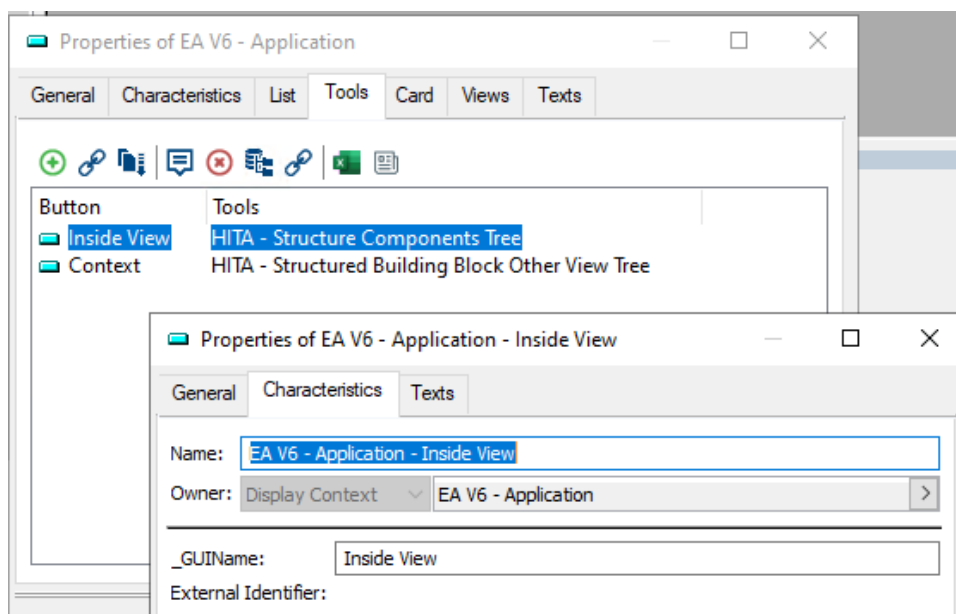 Properties of EA V6 - Application
General Characteristics List Tools Card Views Texts
Button Tools
Inside View HITA - Structure Components Tree
Context HITA - Structured Building Block Other View Tree
Properties of EA V6 - Application - Inside View
General Characteristics Texts
Name: EA V6 - Application - Inside View
Owner: Display Context EA V6 - Application
_GUIName: Inside View
External Identifier: